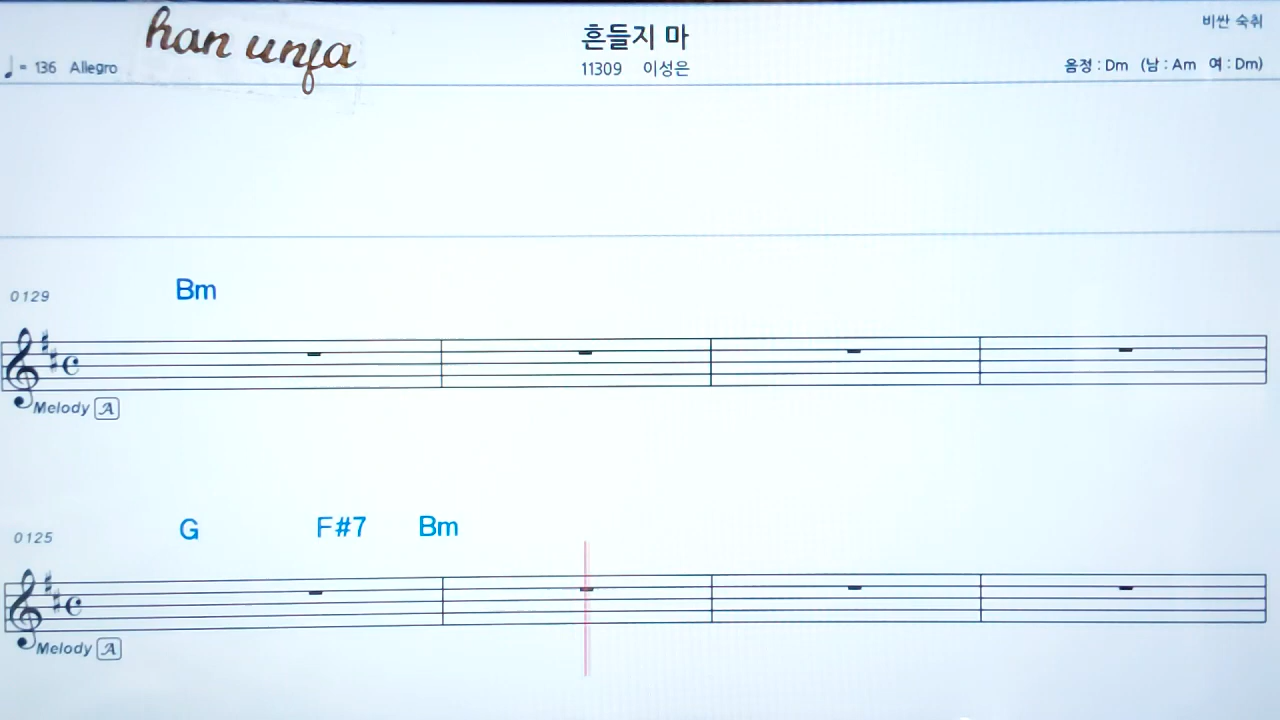 han unfa
흔들지 마
비싼 숙취
♩= 136 Allegro
11309 이성은
음정 : Dm (남 : Am 여 : Dm)
0129 Bm
Melody A
0125 G F#7 Bm
Melody A